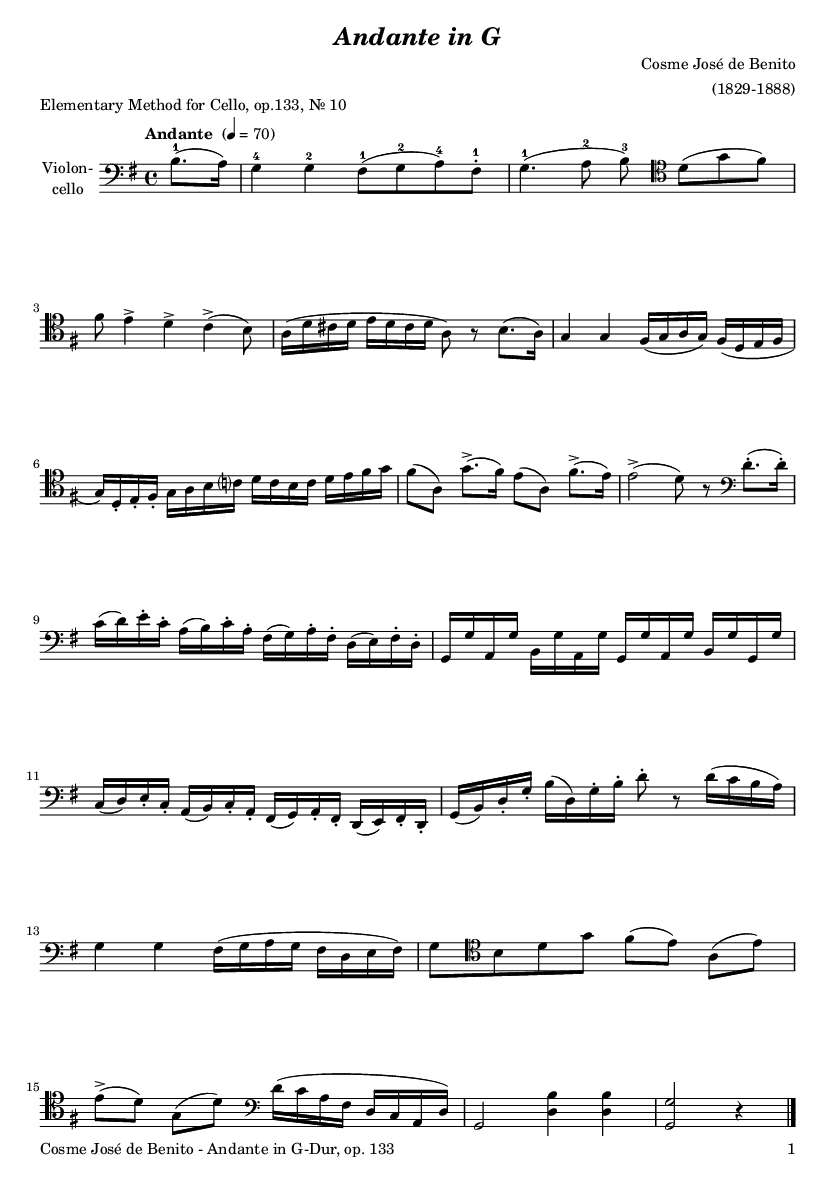 Andante in G
Cosme José de Benito
(1829-1888)
Elementary Method for Cello, op.133, № 10
Andante (♩ = 70)
Violon-
cello
1 4 2 1 2 4 1 1 2 3
3
6
9
11
13
15
Cosme José de Benito - Andante in G-Dur, op. 133 1